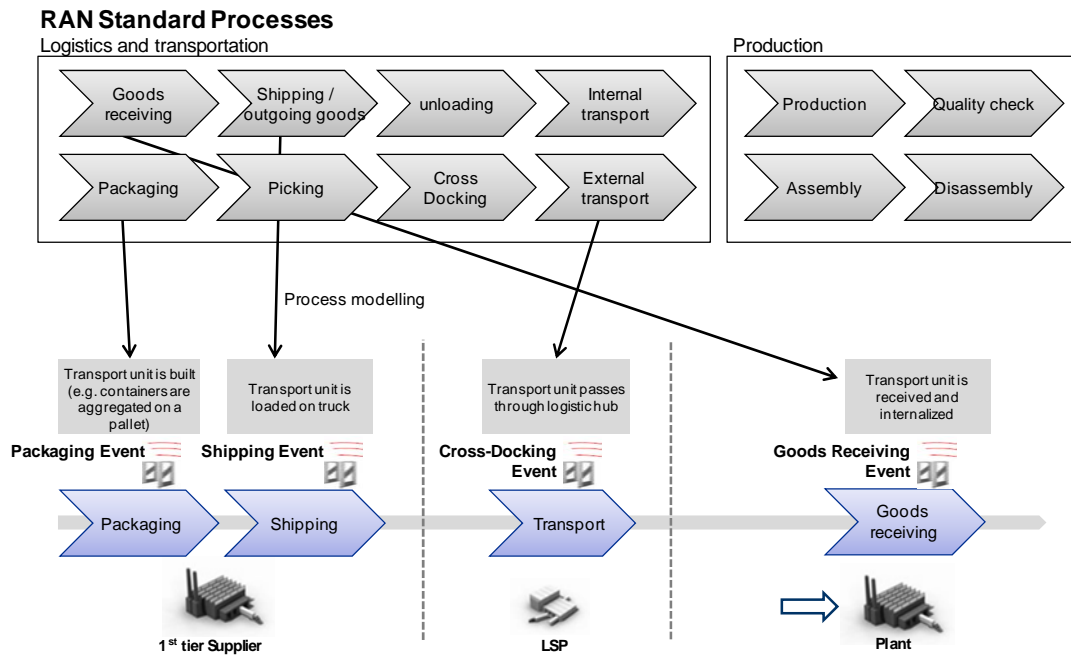 RAN Standard Processes
Logistics and transportation
Production
Goods
receiving
Shipping /
outgoing goods
unloading
Internal
transport
Production
Quality check
Packaging
Picking
Cross
Docking
External
transport
Assembly
Disassembly
Process modelling
Transport unit is built
(e.g. containers are
aggregated on a
pallet)
Transport unit is
loaded on truck
Transport unit passes
through logistic hub
Transport unit is
received and
internalized
Packaging Event
Shipping Event
Cross-Docking
Event
Goods Receiving
Event
Packaging
Shipping
Transport
Goods
receiving
1st tier Supplier
LSP
Plant